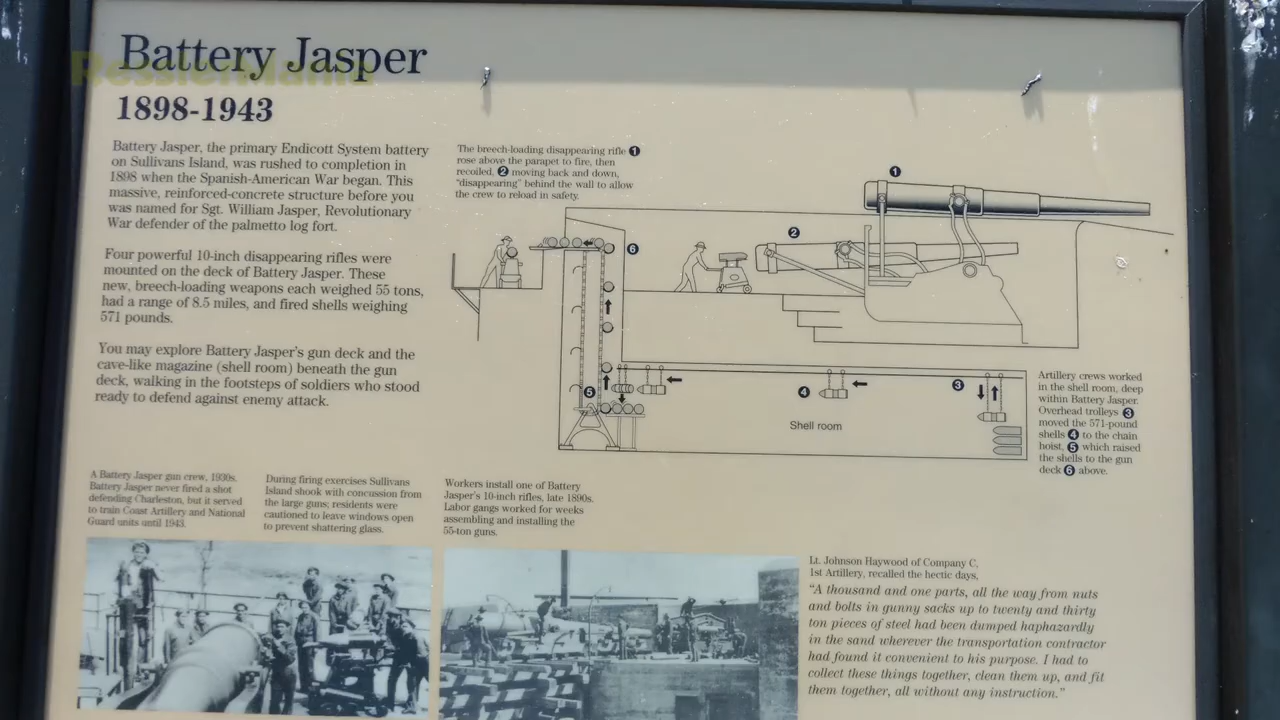 Battery Jasper
1898-1943
Battery Jasper, the primary Endicott System battery
on Sullivans Island, was rushed to completion in
1898 when the Spanish-American War began. This
massive, reinforced-concrete structure before you
was named for Sgt. William Jasper, Revolutionary
War defender of the palmetto log fort.
Four powerful 10-inch disappearing rifles were
mounted on the deck of Battery Jasper. These
new, breech-loading weapons each weighed 55 tons,
had a range of 8.5 miles, and fired shells weighing
571 pounds.
You may explore Battery Jasper's gun deck and the
cave-like magazine (shell room) beneath the gun
deck, walking in the footsteps of soldiers who stood
ready to defend against enemy attack.
The breech-loading disappearing rifle 1
rose above the parapet to fire, then
recoiled, 2 moving back and down,
"disappearing" behind the wall to allow
the crew to reload in safety.
1
2
6
5
4
3
Shell room
Artillery crews worked
in the shell room, deep
within Battery Jasper.
Overhead trolleys 3
moved the 571-pound
shells 4 to the chain
hoist, 5 which raised
the shells to the gun
deck 6 above.
A Battery Jasper gun crew, 1930s.
Battery Jasper never fired a shot
defending Charleston, but it served
to train Coast Artillery and National
Guard units until 1943.
During firing exercises Sullivans
Island shook with concussion from
the large guns; residents were
cautioned to leave windows open
to prevent shattering glass.
Workers install one of Battery
Jasper's 10-inch rifles, late 1890s.
Labor gangs worked for weeks
assembling and installing the
55-ton guns.
Lt. Johnson Haywood of Company C,
1st Artillery, recalled the hectic days,
"A thousand and one parts, all the way from nuts
and bolts in gunny sacks up to twenty and thirty
ton pieces of steel had been dumped haphazardly
in the sand wherever the transportation contractor
had found it convenient to his purpose. I had to
collect these things together, clean them up, and fit
them together, all without any instruction."